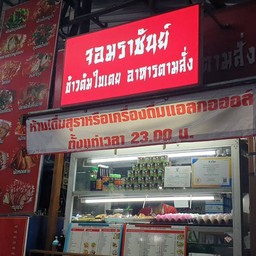 จอมราชันย์
ข้าวต้มใบเตย อาหารตามสั่ง
ห้ามดื่มสุราหรือเครื่องดื่มแอลกอฮอล์
ตั้งแต่เวลา 23.00 น.